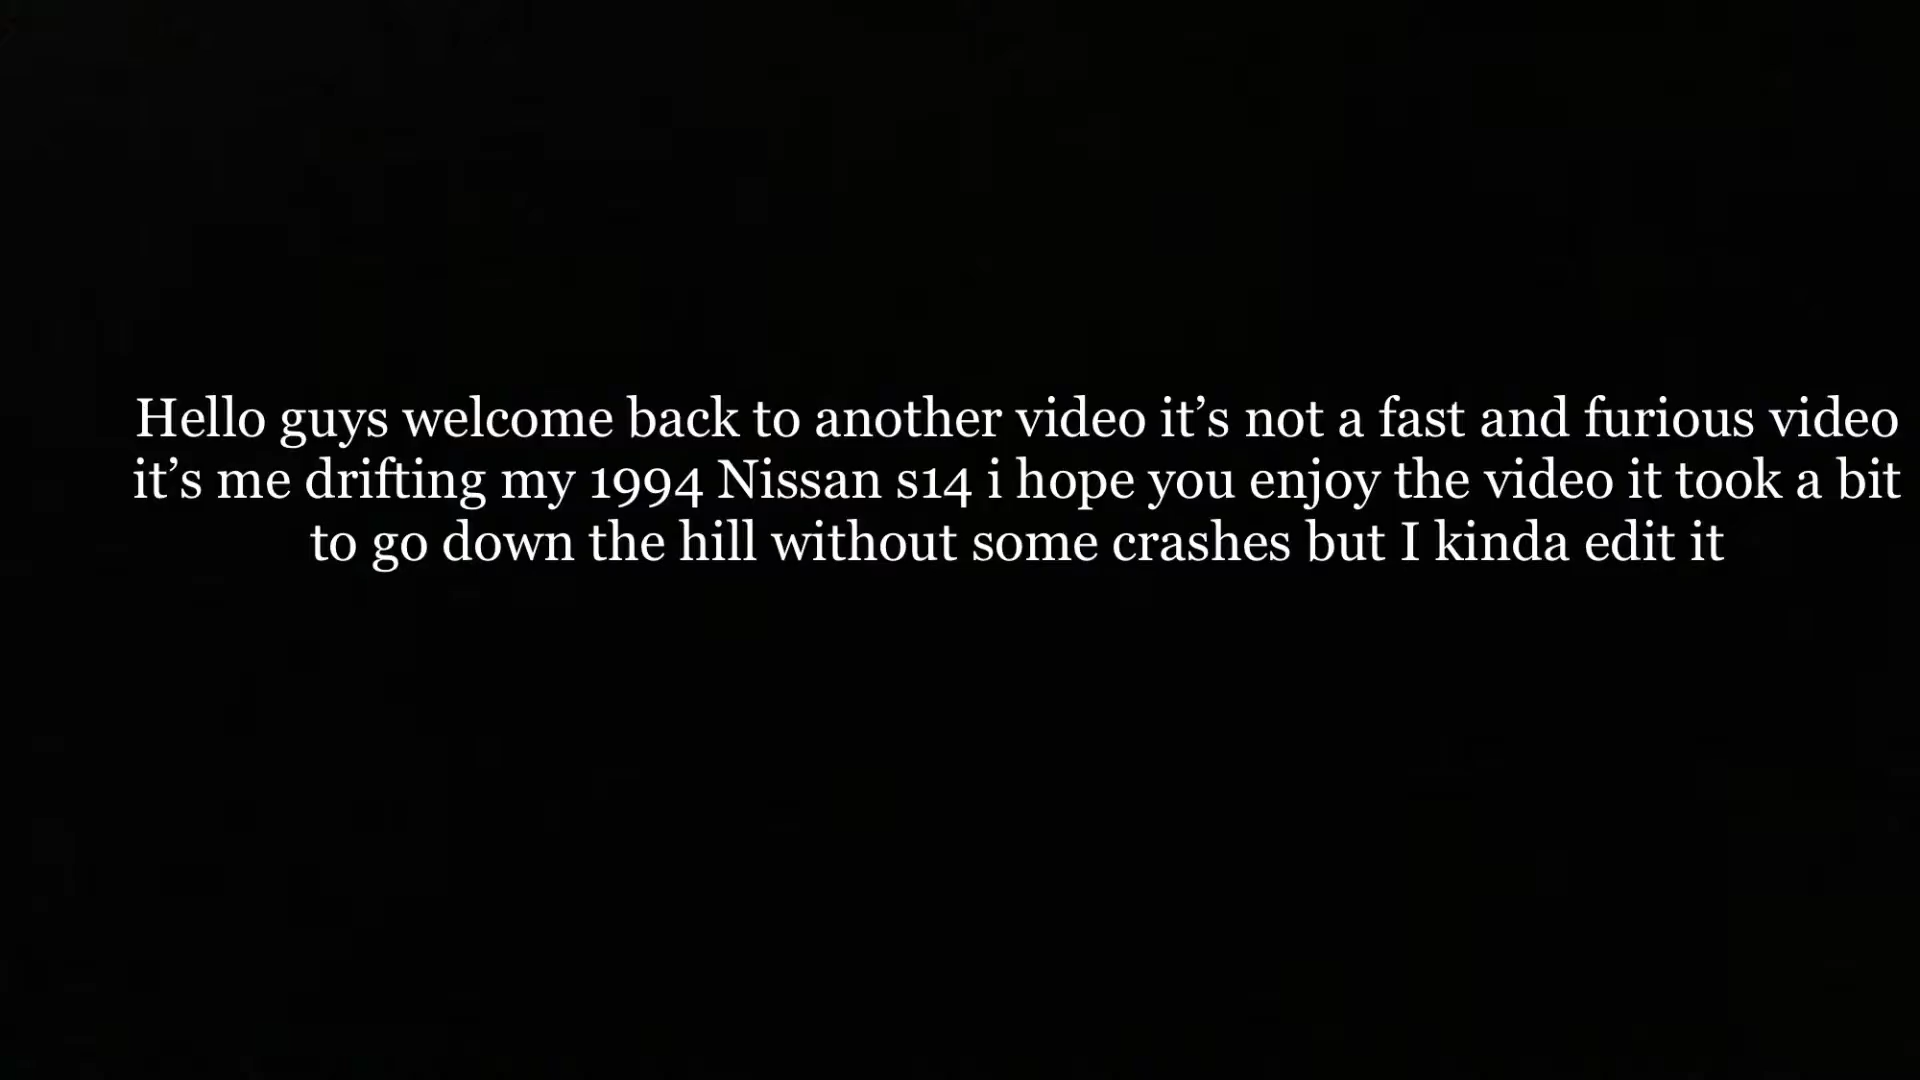 Hello guys welcome back to another video it’s not a fast and furious video
it’s me drifting my 1994 Nissan s14 i hope you enjoy the video it took a bit
to go down the hill without some crashes but I kinda edit it